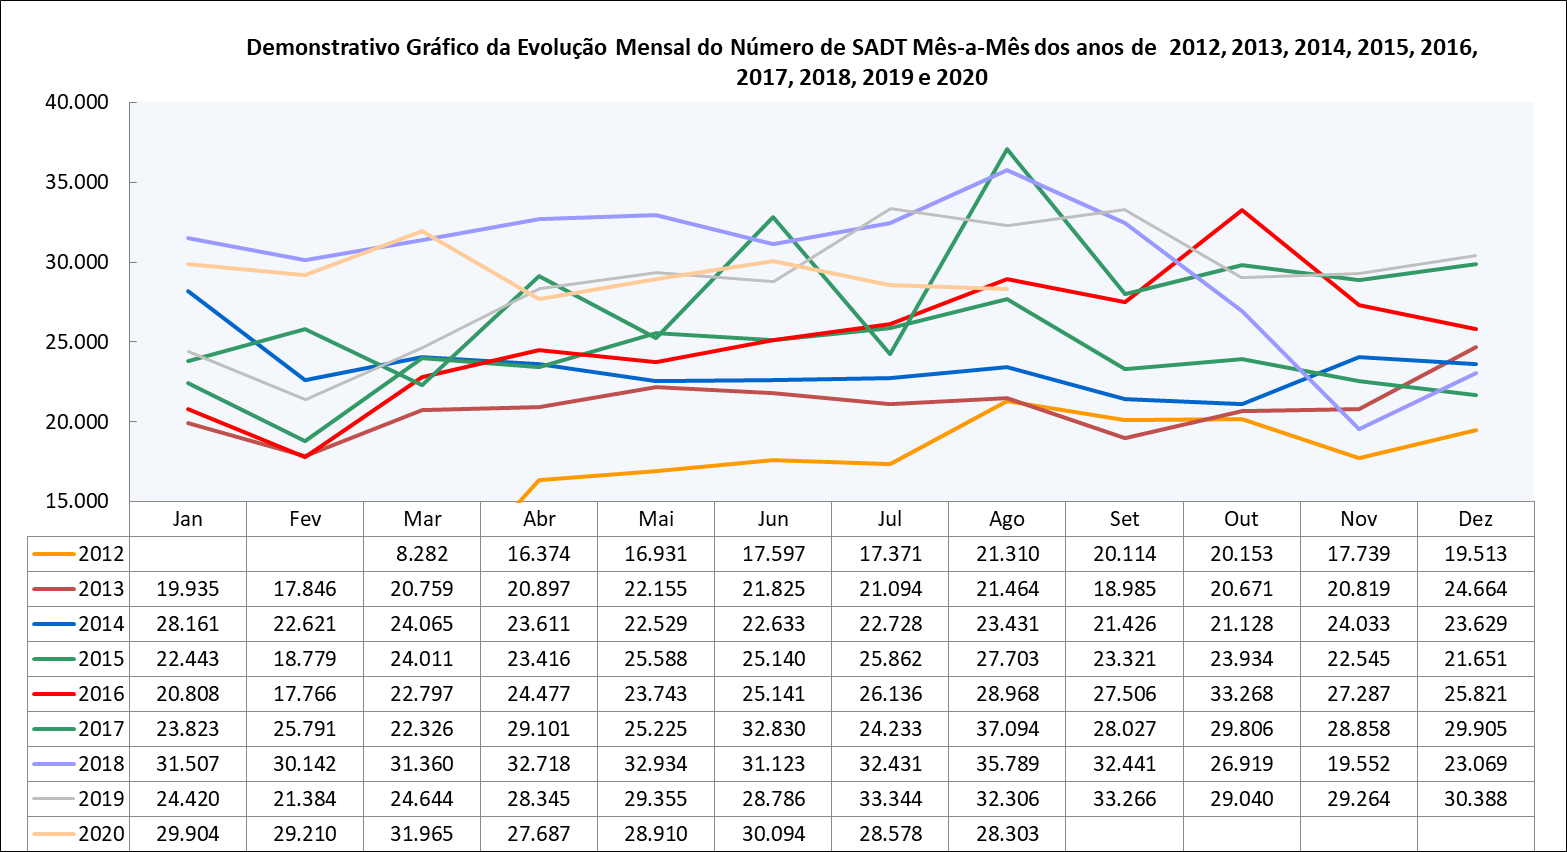 Demonstrativo Gráfico da Evolução Mensal do Número de SADT Mês-a-Mês dos anos de 2012, 2013, 2014, 2015, 2016,
2017, 2018, 2019 e 2020
40.000
35.000
30.000
25.000
20.000
15.000
Jan Fev Mar Abr Mai Jun Jul Ago Set Out Nov Dez
2012 8.282 16.374 16.931 17.597 17.371 21.310 20.114 20.153 17.739 19.513
2013 19.935 17.846 20.759 20.897 22.155 21.825 21.094 21.464 18.985 20.671 20.819 24.664
2014 28.161 22.621 24.065 23.611 22.529 22.633 22.728 23.431 21.426 21.128 24.033 23.629
2015 22.443 18.779 24.011 23.416 25.588 25.140 25.862 27.703 23.321 23.934 22.545 21.651
2016 20.808 17.766 22.797 24.477 23.743 25.141 26.136 28.968 27.506 33.268 27.287 25.821
2017 23.823 25.791 22.326 29.101 25.225 32.830 24.233 37.094 28.027 29.806 28.858 29.905
2018 31.507 30.142 31.360 32.718 32.934 31.123 32.431 35.789 32.441 26.919 19.552 23.069
2019 24.420 21.384 24.644 28.345 29.355 28.786 33.344 32.306 33.266 29.040 29.264 30.388
2020 29.904 29.210 31.965 27.687 28.910 30.094 28.578 28.303